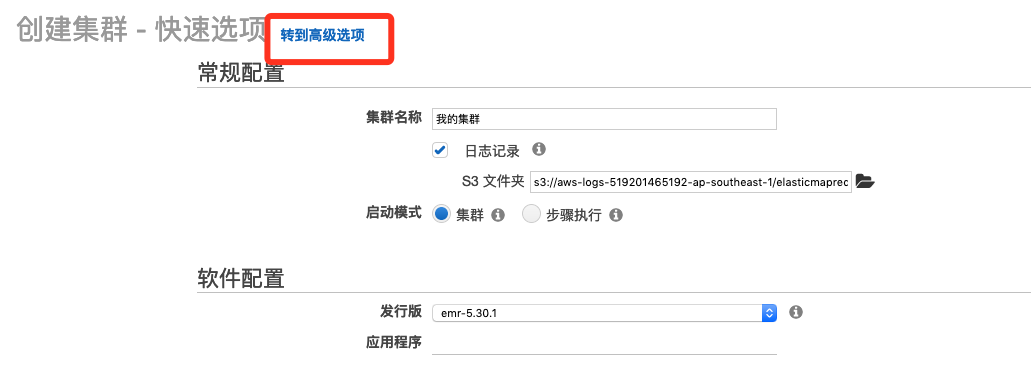 创建集群 - 快速选项 转到高级选项
常规配置
集群名称 我的集群
日志记录
S3 文件夹 s3://aws-logs-519201465192-ap-southeast-1/elasticmaprec
启动模式 集群 步骤执行
软件配置
发行版 emr-5.30.1
应用程序